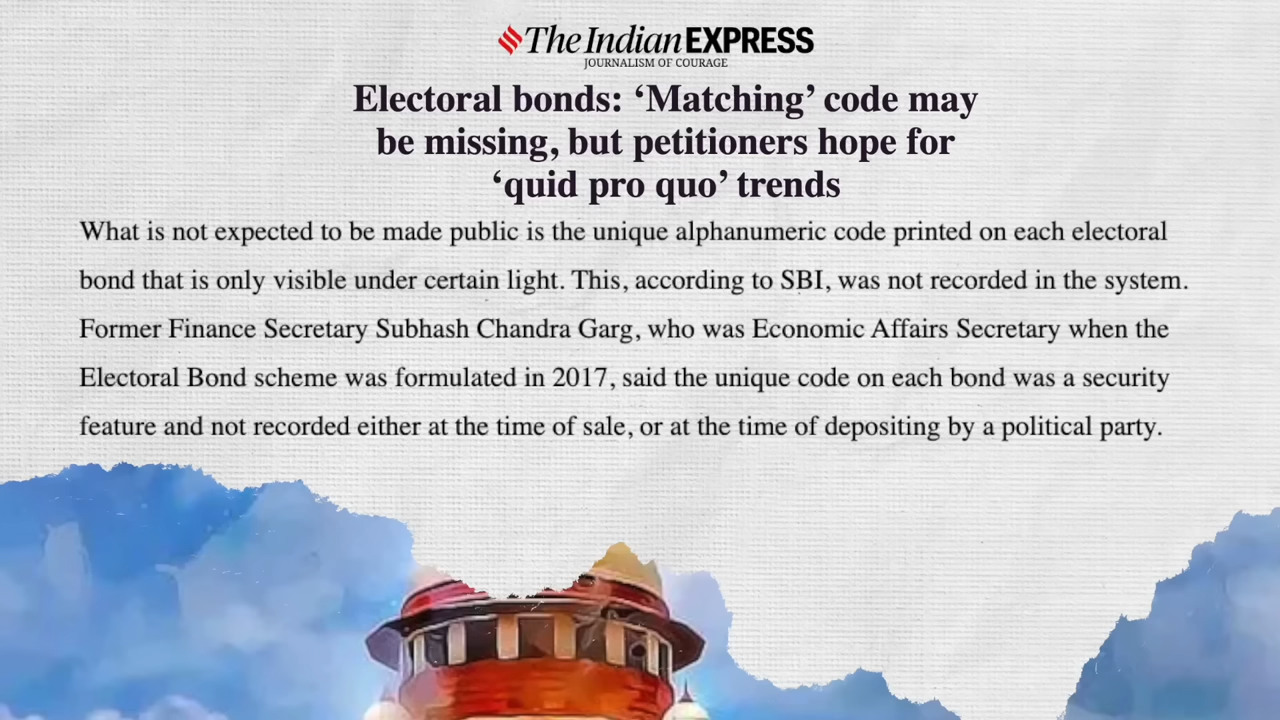 The Indian EXPRESS
JOURNALISM OF COURAGE
Electoral bonds: ‘Matching’ code may
be missing, but petitioners hope for
‘quid pro quo’ trends
What is not expected to be made public is the unique alphanumeric code printed on each electoral
bond that is only visible under certain light. This, according to SBI, was not recorded in the system.
Former Finance Secretary Subhash Chandra Garg, who was Economic Affairs Secretary when the
Electoral Bond scheme was formulated in 2017, said the unique code on each bond was a security
feature and not recorded either at the time of sale, or at the time of depositing by a political party.